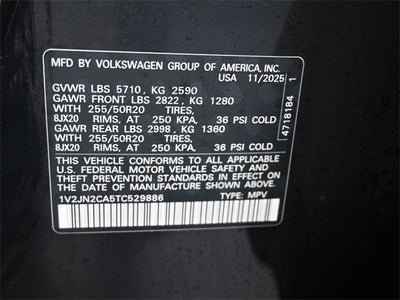 MFD BY VOLKSWAGEN GROUP OF AMERICA, INC.
USA 11/2025
GVWR LBS 5710, KG 2590
GAWR FRONT LBS 2822, KG 1280
WITH 255/50R20 TIRES,
8JX20 RIMS, AT 250 KPA, 36 PSI COLD
GAWR REAR LBS 2998, KG 1360
WITH 255/50R20 TIRES,
8JX20 RIMS, AT 250 KPA, 36 PSI COLD
THIS VEHICLE CONFORMS TO ALL APPLICABLE
U.S. FEDERAL MOTOR VEHICLE SAFETY AND
THEFT PREVENTION STANDARDS IN EFFECT ON
THE DATE OF MANUFACTURE SHOWN ABOVE.
1V2JN2CA5TC529886 TYPE: MPV
4718184 1